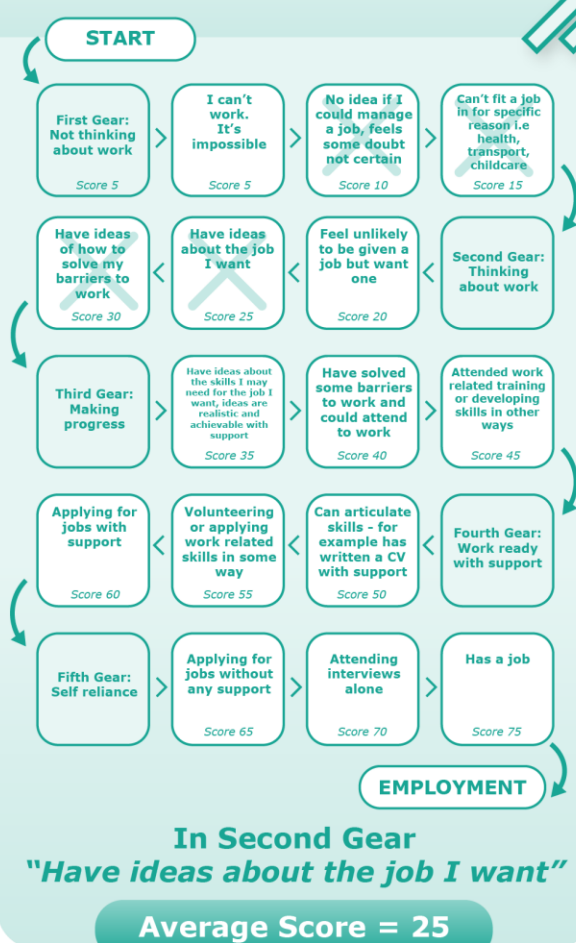 START
First Gear:
Not thinking
about work
Score 5
I can't
work.
It's
impossible
Score 5
No idea if I
could manage
a job, feels
some doubt
not certain
Score 10
Can't fit a job
in for specific
reason i.e
health,
transport,
childcare
Score 15
Second Gear:
Thinking
about work
Feel unlikely
to be given a
job but want
one
Score 20
Have ideas
about the job
I want
Score 25
Have ideas
of how to
solve my
barriers to
work
Score 30
Third Gear:
Making
progress
Have ideas about
the skills I may
need for the job I
want, ideas are
realistic and
achievable with
support
Score 35
Have solved
some barriers
to work and
could attend
to work
Score 40
Attended work
related training
or developing
skills in other
ways
Score 45
Fourth Gear:
Work ready
with support
Can articulate
skills - for
example has
written a CV
with support
Score 50
Volunteering
or applying
work related
skills in some
way
Score 55
Applying for
jobs with
support
Score 60
Fifth Gear:
Self reliance
Applying for
jobs without
any support
Score 65
Attending
interviews
alone
Score 70
Has a job
Score 75
EMPLOYMENT
In Second Gear
"Have ideas about the job I want"
Average Score = 25